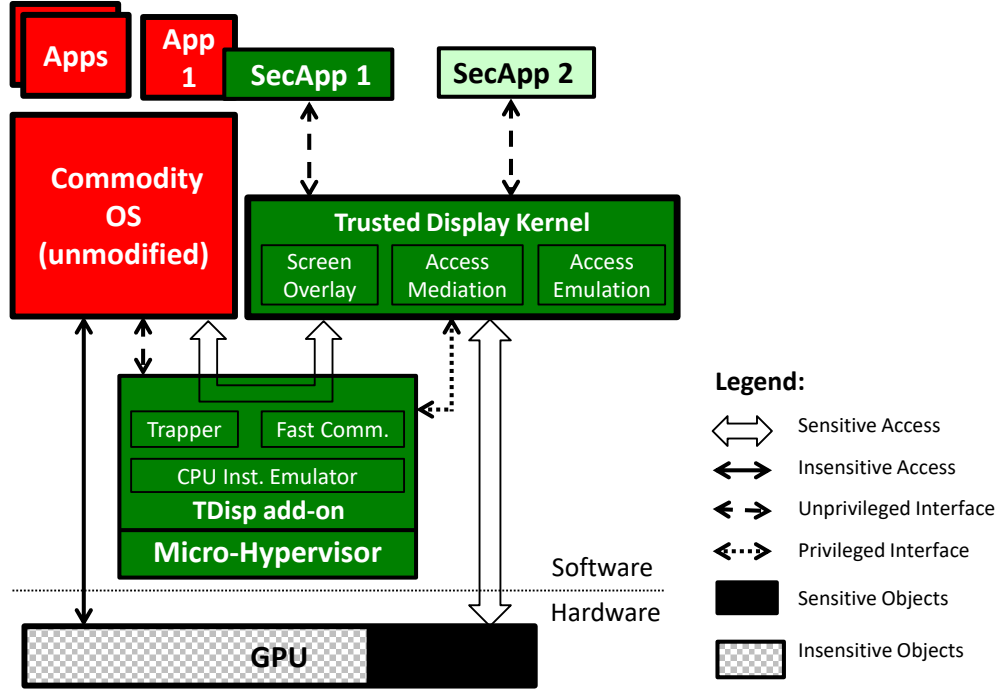 Apps
App
1
SecApp 1
SecApp 2
Commodity
OS
(unmodified)
Trusted Display Kernel
Screen
Overlay
Access
Mediation
Access
Emulation
Trapper
Fast Comm.
CPU Inst. Emulator
TDisp add-on
Micro-Hypervisor
Software
Hardware
GPU
Legend:
Sensitive Access
Insensitive Access
Unprivileged Interface
Privileged Interface
Sensitive Objects
Insensitive Objects